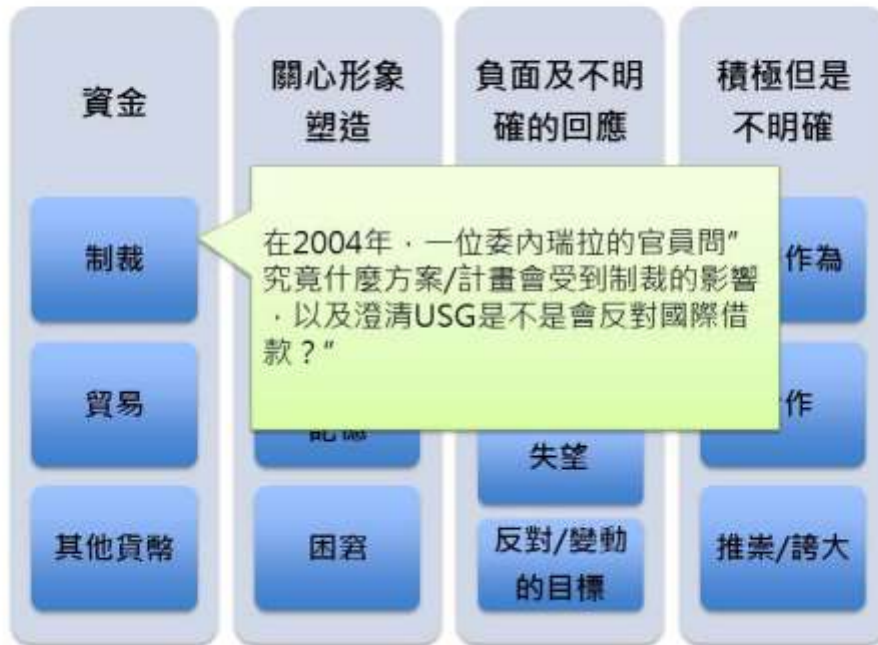 資金
制裁
貿易
其他貨幣
關心形象
塑造
困窘
負面及不明
確的回應
失望
反對/變動
的目標
積極但是
不明確
作為
作
推崇/誇大
在2004年，一位委內瑞拉的官員問"
究竟什麼方案/計畫會受到制裁的影響
，以及澄清USG是不是會反對國際借
款？"